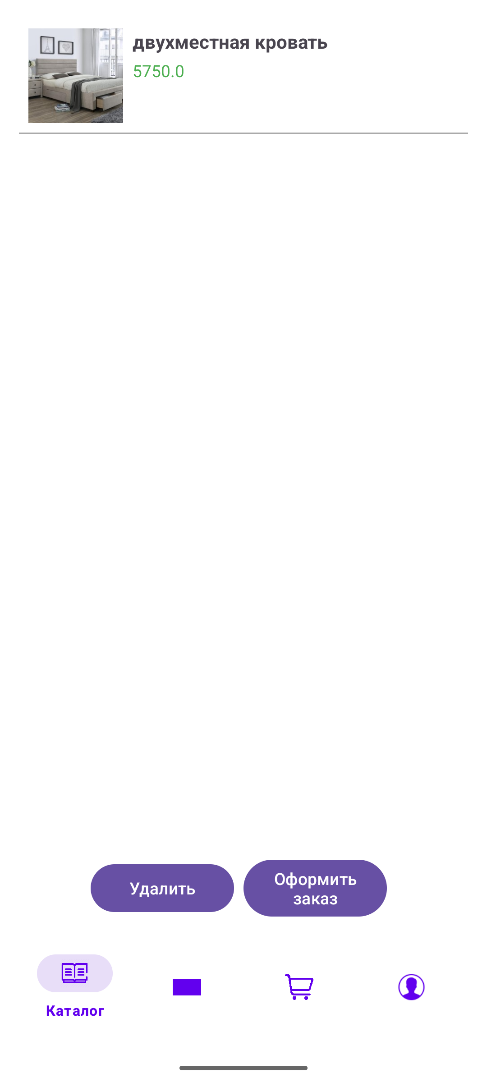 двухместная кровать
5750.0
Удалить
Оформить
заказ
Каталог